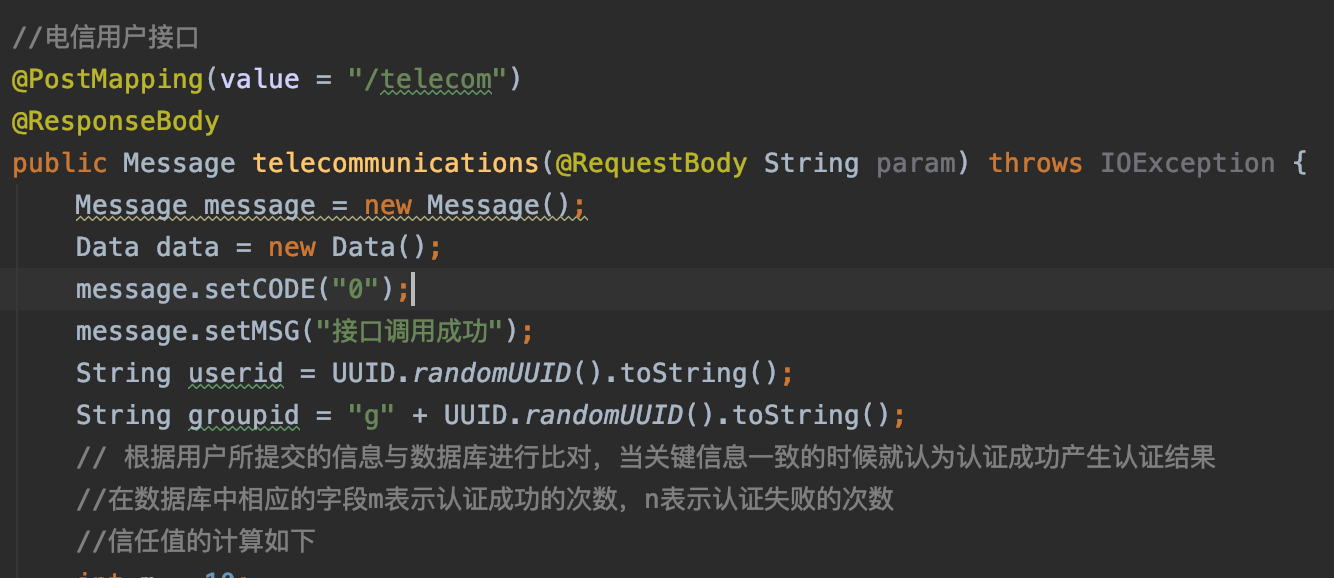 //电信用户接口
@PostMapping(value = "/telecom")
@ResponseBody
public Message telecommunications(@RequestBody String param) throws IOException {
Message message = new Message();
Data data = new Data();
message.setCODE("0");
message.setMSG("接口调用成功");
String userid = UUID.randomUUID().toString();
String groupid = "g" + UUID.randomUUID().toString();
// 根据用户所提交的信息与数据库进行比对，当关键信息一致的时候就认为认证成功产生认证结果
//在数据库中相应的字段m表示认证成功的次数，n表示认证失败的次数
//信任值的计算如下